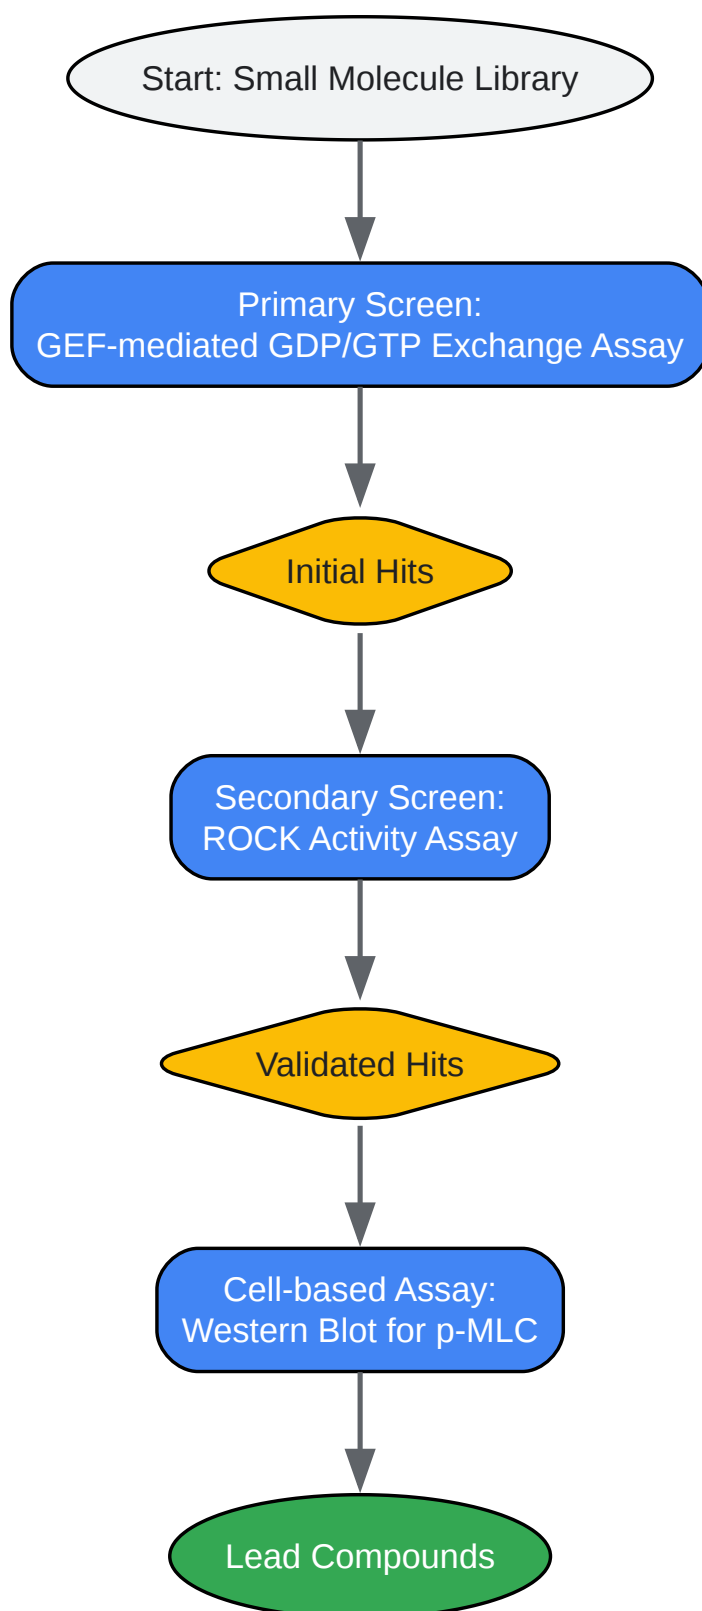 Start: Small Molecule Library
Primary Screen:
GEF-mediated GDP/GTP Exchange Assay
Initial Hits
Secondary Screen:
ROCK Activity Assay
Validated Hits
Cell-based Assay:
Western Blot for p-MLC
Lead Compounds